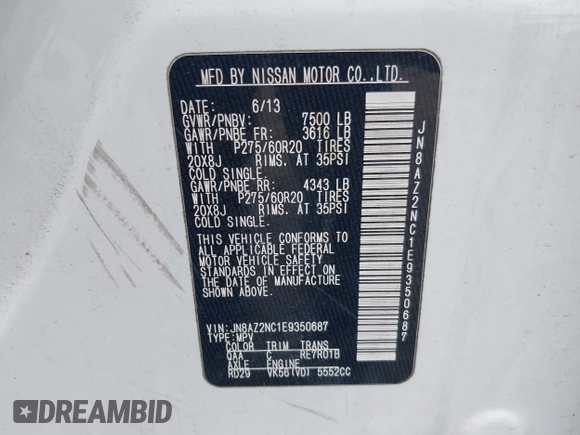 MFD BY NISSAN MOTOR CO.,LTD.
DATE: 6/13
GVWR/PNBV: 7500 LB
GAWR/PNBE FR: 3616 LB
WITH P275/60R20 TIRES
20X8J RIMS. AT 35PSI
COLD SINGLE.
GAWR/PNBE RR: 4343 LB
WITH P275/60R20 TIRES
20X8J RIMS. AT 35PSI
COLD SINGLE.
THIS VEHICLE CONFORMS TO
ALL APPLICABLE FEDERAL
MOTOR VEHICLE SAFETY
STANDARDS IN EFFECT ON
THE DATE OF MANUFACTURE
SHOWN ABOVE.
VIN:JN8AZ2NC1E9350687
TYPE:MPV
COLOR TRIM TRANS
QAA C RE7R01B
AXLE ENGINE
RD29 VK56(VD) 5552CC
JN8AZ2NC1E9350687
DREAMBID
DREAMBID.COM